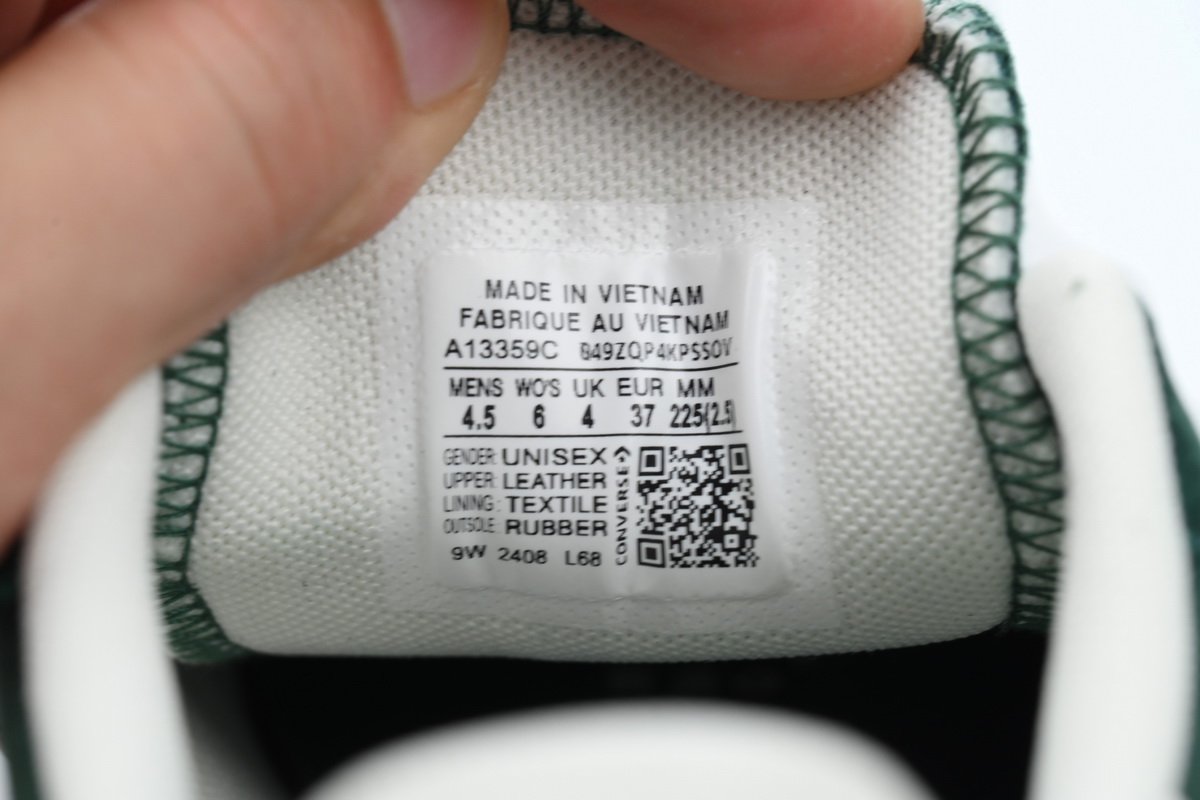 MADE IN VIETNAM
FABRIQUE AU VIETNAM
A13359C 849ZQP4KPSSOV
MENS WO'S UK EUR MM
4.5 6 4 37 225(2.5)
GENDER: UNISEX
UPPER: LEATHER
LINING: TEXTILE
OUTSOLE: RUBBER
9W 2408 L68
CONVERSE